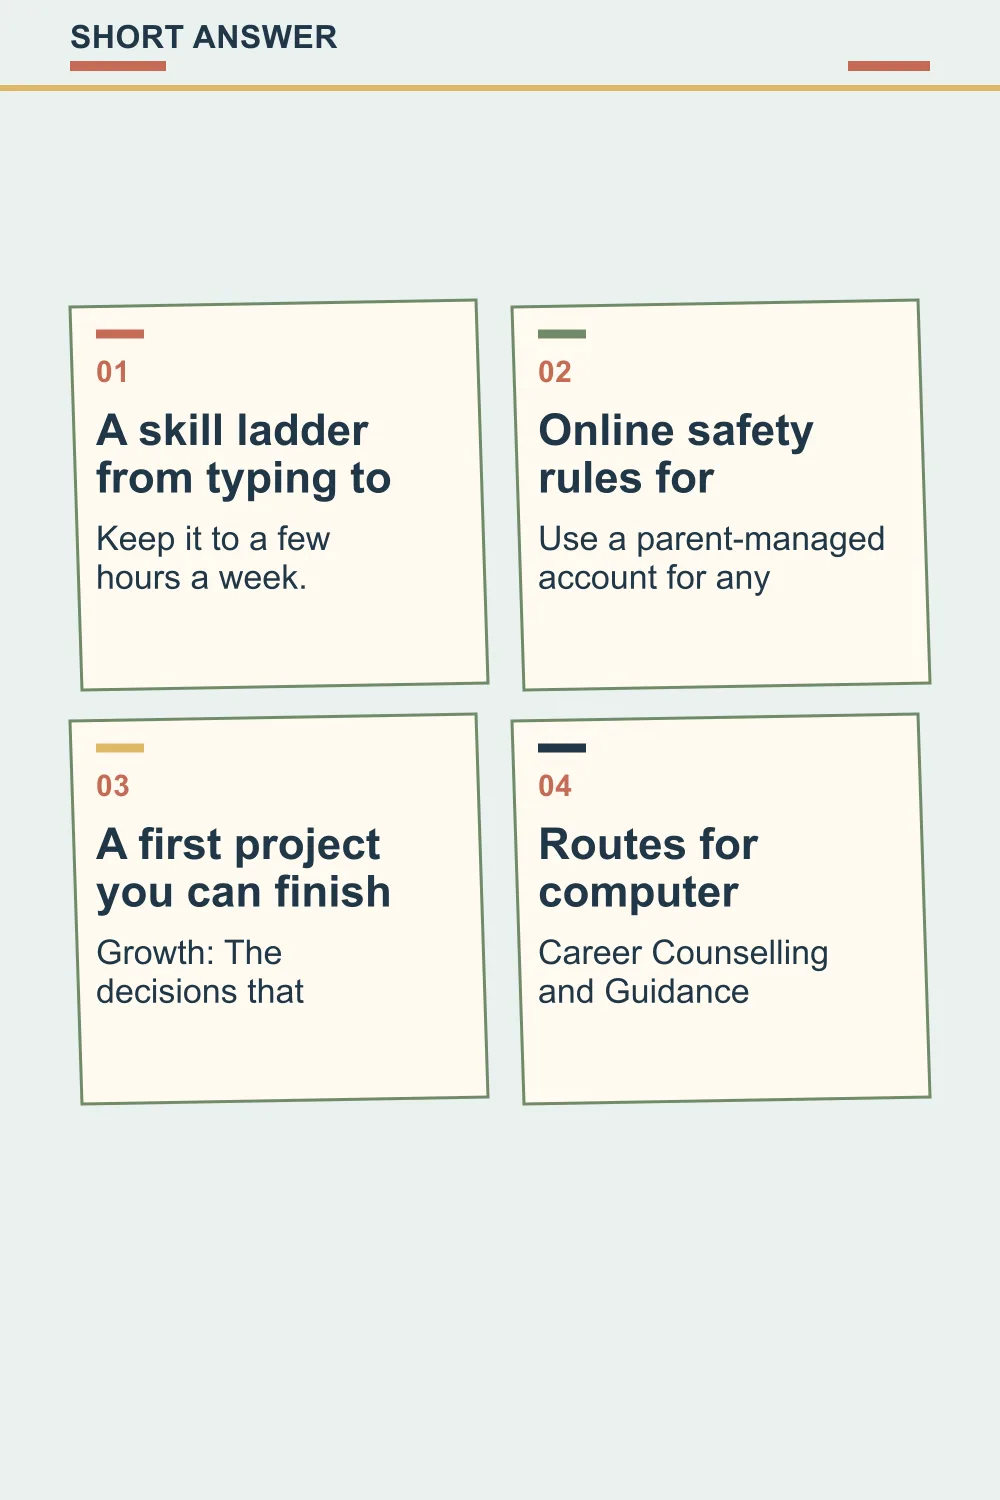 SHORT ANSWER
01
A skill ladder
from typing to
Keep it to a few
hours a week.
02
Online safety
rules for
Use a parent-managed
account for any
03
A first project
you can finish
Growth: The
decisions that
04
Routes for
computer
Career Counselling
and Guidance